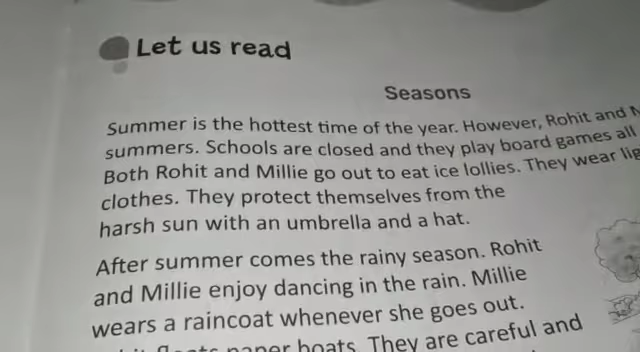 Let us read
Seasons
Summer is the hottest time of the year. However, Rohit and
summers. Schools are closed and they play board games all
Both Rohit and Millie go out to eat ice lollies. They wear
clothes. They protect themselves from the
harsh sun with an umbrella and a hat.
After summer comes the rainy season. Rohit
and Millie enjoy dancing in the rain. Millie
wears a raincoat whenever she goes out.
paper boats. They are careful and